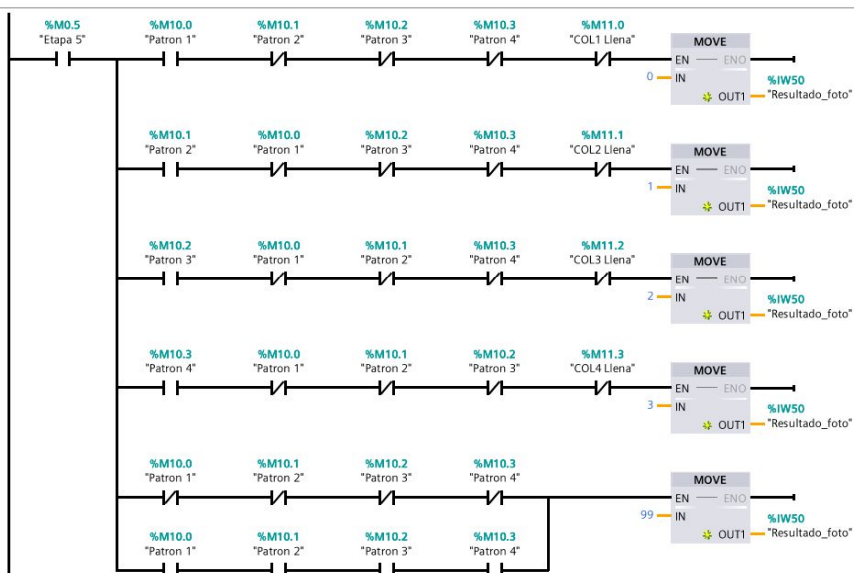 %M0.5 %M10.0 %M10.1 %M10.2 %M10.3 %M11.0
"Etapa 5" "Patron 1" "Patron 2" "Patron 3" "Patron 4" "COL1 Llena" MOVE
EN ENO
0 IN %IW50
OUT1 "Resultado_foto"
%M10.1 %M10.0 %M10.2 %M10.3 %M11.1
"Patron 2" "Patron 1" "Patron 3" "Patron 4" "COL2 Llena" MOVE
EN ENO
1 IN %IW50
OUT1 "Resultado_foto"
%M10.2 %M10.0 %M10.1 %M10.3 %M11.2
"Patron 3" "Patron 1" "Patron 2" "Patron 4" "COL3 Llena" MOVE
EN ENO
2 IN %IW50
OUT1 "Resultado_foto"
%M10.3 %M10.0 %M10.1 %M10.2 %M11.3
"Patron 4" "Patron 1" "Patron 2" "Patron 3" "COL4 Llena" MOVE
EN ENO
3 IN %IW50
OUT1 "Resultado_foto"
%M10.0 %M10.1 %M10.2 %M10.3
"Patron 1" "Patron 2" "Patron 3" "Patron 4" MOVE
EN ENO
99 IN %IW50
OUT1 "Resultado_foto"
%M10.0 %M10.1 %M10.2 %M10.3
"Patron 1" "Patron 2" "Patron 3" "Patron 4"